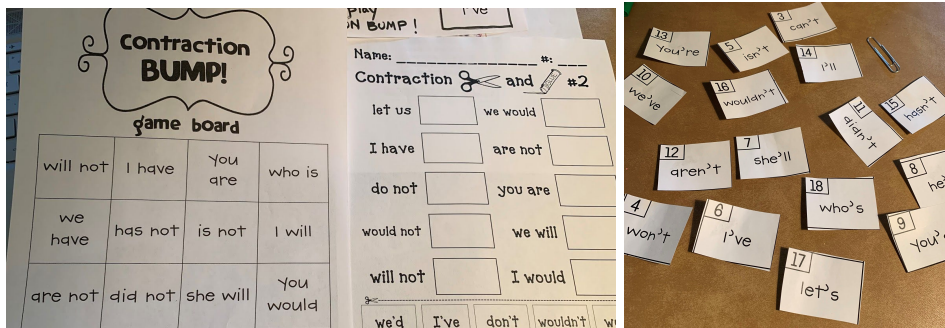 Contraction
BUMP!
game board
will not I have you are who is
we have has not is not I will
are not did not she will you would
BUMP!
I've
Name: #:
Contraction and #2
let us we would
I have are not
do not you are
would not we will
will not I would
we'd I've don't wouldn't
3
can't
13
you're
5
isn't
14
I'll
10
we've
16
wouldn't
11
didn't
15
hasn't
12
aren't
7
she'll
8
4
won't
6
I've
18
who's
9
17
let's